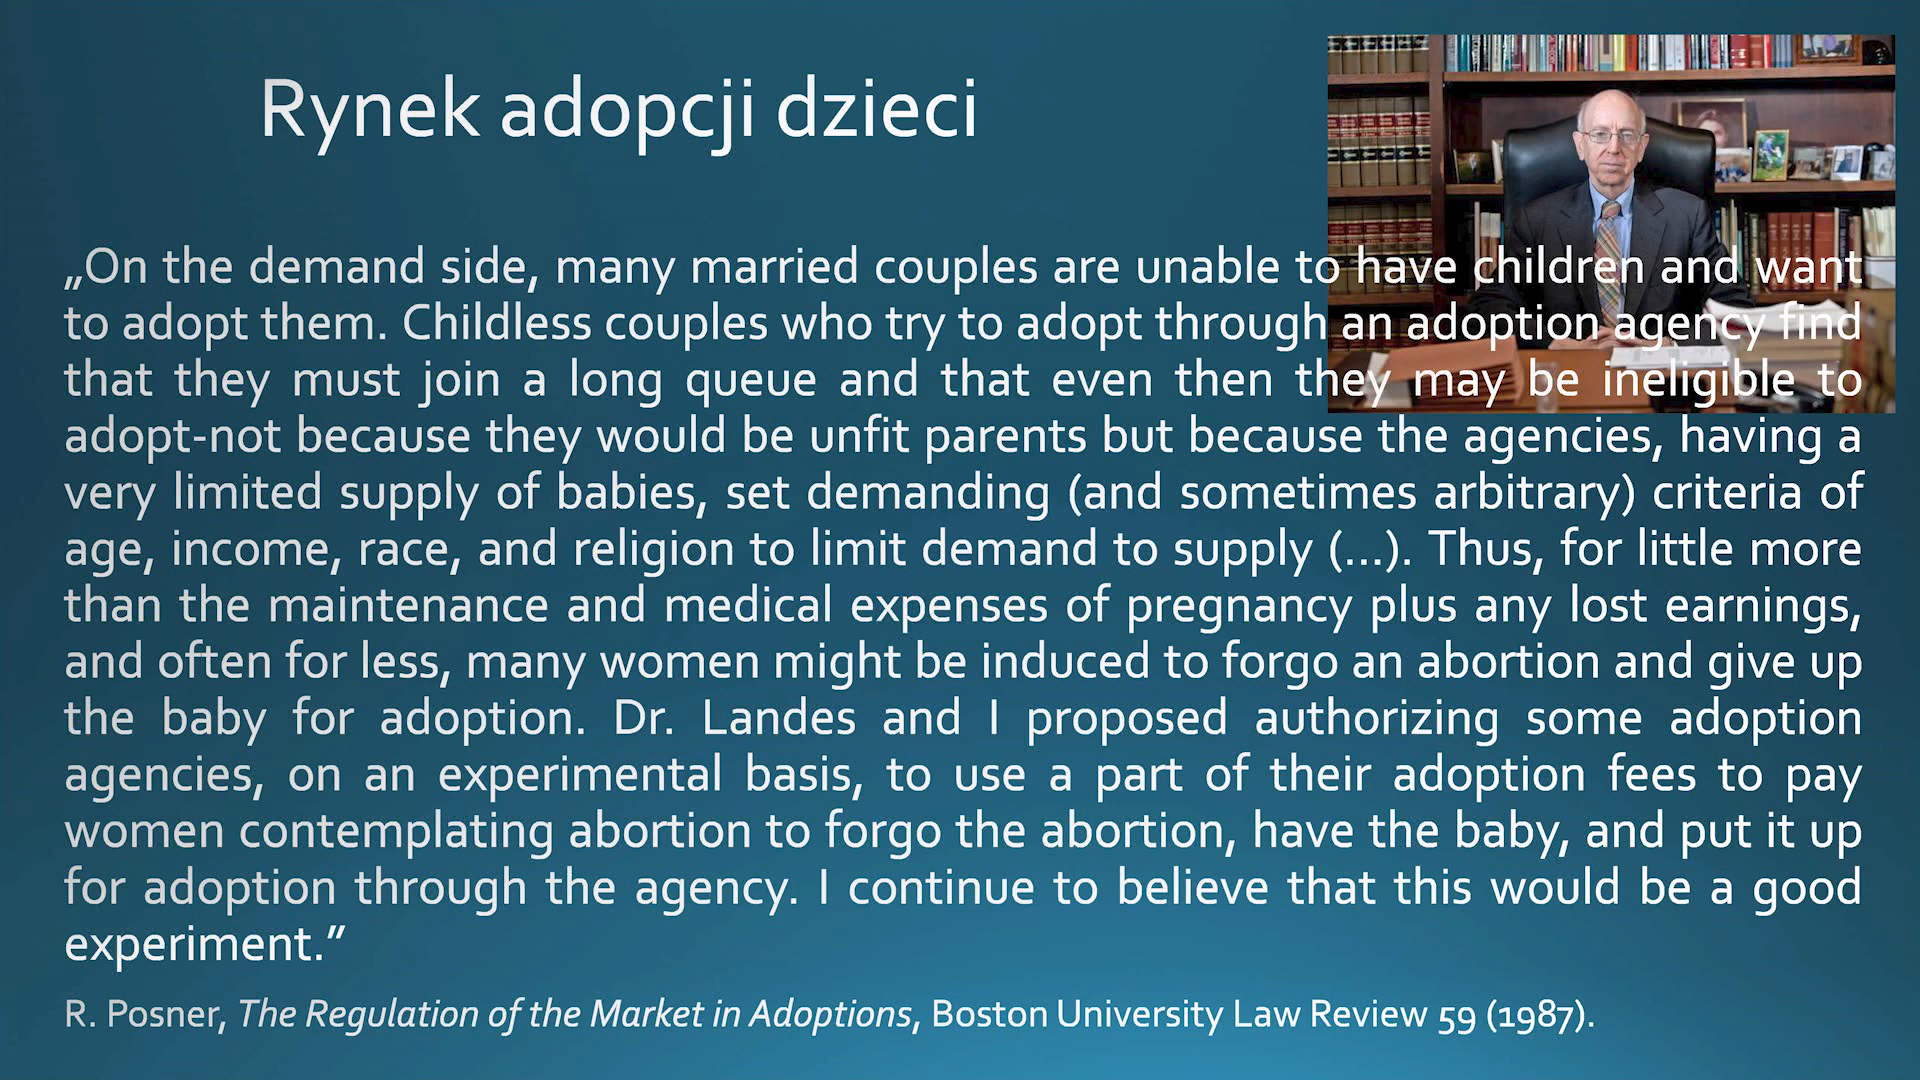 Rynek adopcji dzieci
„On the demand side, many married couples are unable to have children and want
to adopt them. Childless couples who try to adopt through an adoption agency find
that they must join a long queue and that even then they may be ineligible to
adopt-not because they would be unfit parents but because the agencies, having a
very limited supply of babies, set demanding (and sometimes arbitrary) criteria of
age, income, race, and religion to limit demand to supply (...). Thus, for little more
than the maintenance and medical expenses of pregnancy plus any lost earnings,
and often for less, many women might be induced to forgo an abortion and give up
the baby for adoption. Dr. Landes and I proposed authorizing some adoption
agencies, on an experimental basis, to use a part of their adoption fees to pay
women contemplating abortion to forgo the abortion, have the baby, and put it up
for adoption through the agency. I continue to believe that this would be a good
experiment.”
R. Posner, The Regulation of the Market in Adoptions, Boston University Law Review 59 (1987).